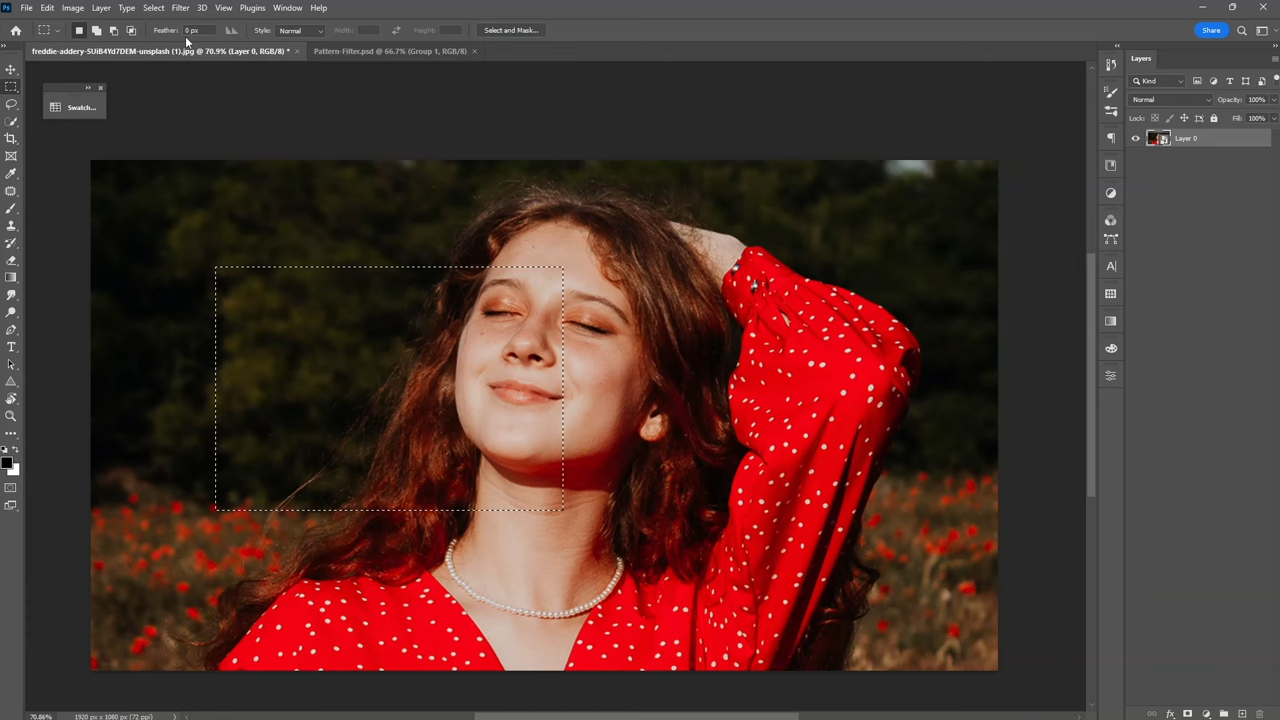 Ps File Edit Image Layer Type Select Filter 3D View Plugins Window Help
Feather: 0 px Style: Normal Width: Height: Select and Mask... Share
freddie-addery-SUiB4Yd7DEM-unsplash (1).jpg @ 70.9% (Layer 0, RGB/8) * Pattern-Filter.psd @ 66.7% (Group 1, RGB/8)
Layers
Kind
Swatch...
Normal Opacity: 100%
Lock: Fill: 100%
Layer 0
70.86% 1920 px x 1080 px (72 ppi)